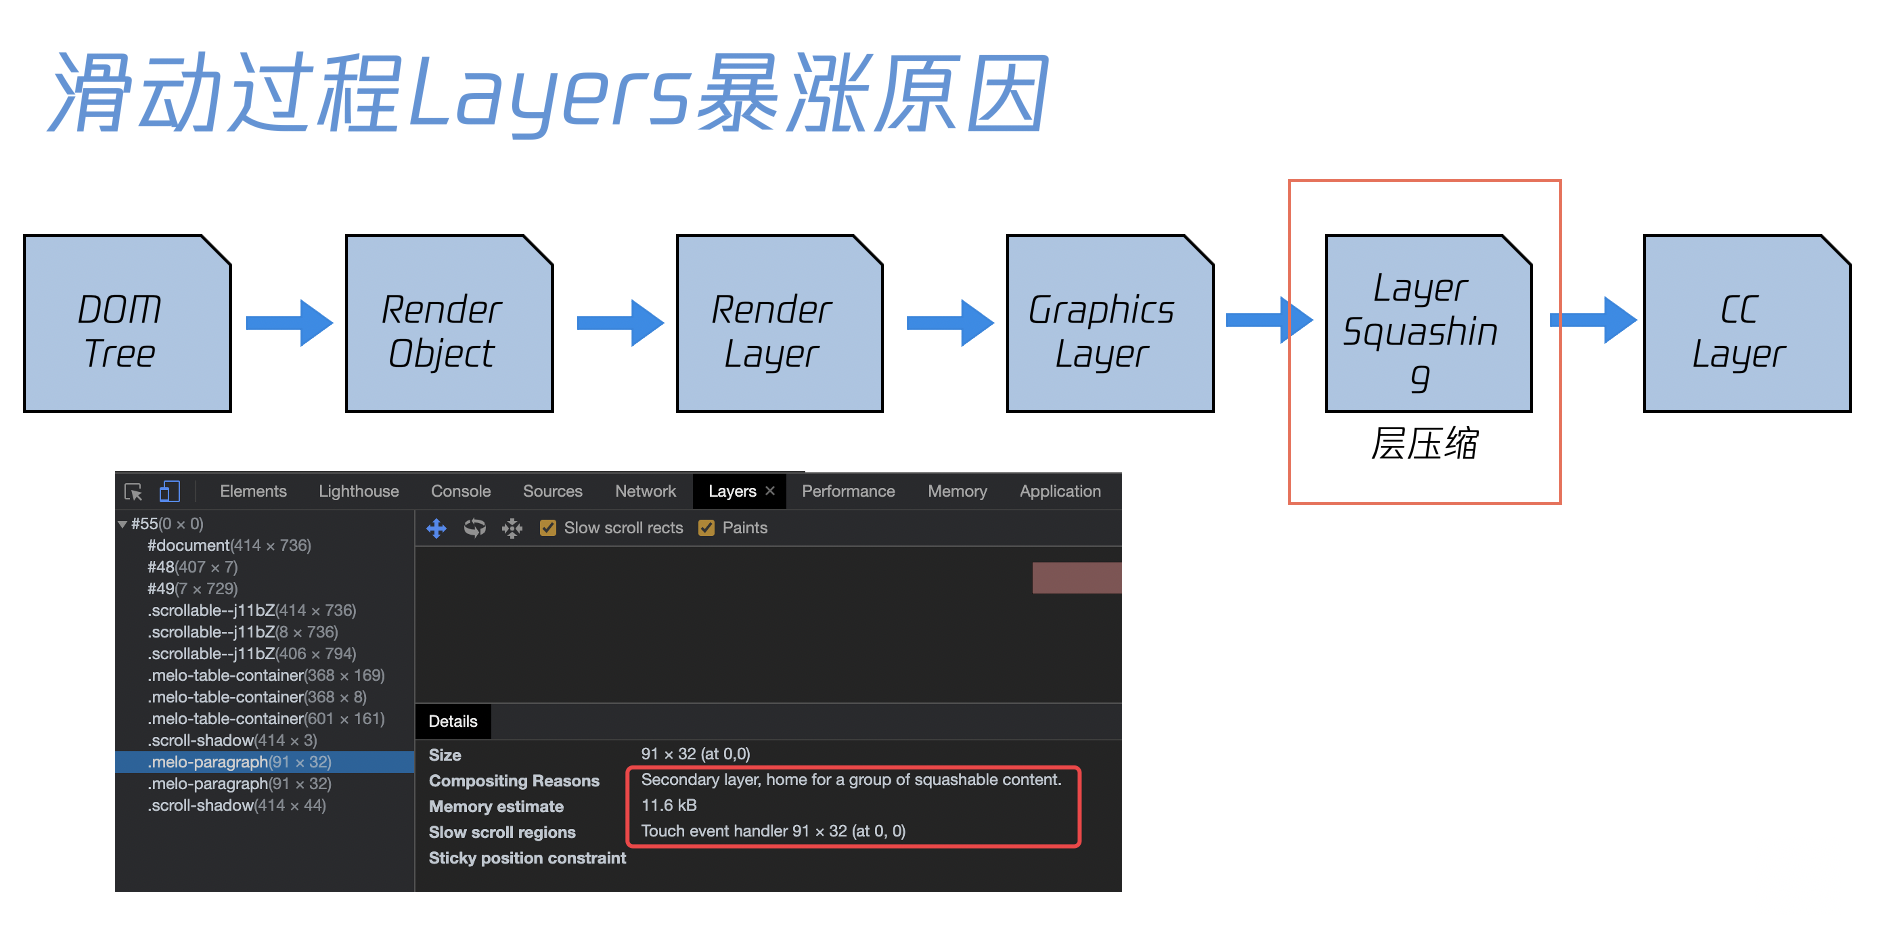 滑动过程Layers暴涨原因
DOM
Tree
Render
Object
Render
Layer
Graphics
Layer
Layer
Squashin
g
层压缩
CC
Layer
Elements Lighthouse Console Sources Network Layers × Performance Memory Application
#55(0 × 0)
#document(414 × 736)
#48(407 × 7)
#49(7 × 729)
.scrollable--j11bZ(414 × 736)
.scrollable--j11bZ(8 × 736)
.scrollable--j11bZ(406 × 794)
.melo-table-container(368 × 169)
.melo-table-container(368 × 8)
.melo-table-container(601 × 161)
.scroll-shadow(414 × 3)
.melo-paragraph(91 × 32)
.melo-paragraph(91 × 32)
.scroll-shadow(414 × 44)
Slow scroll rects Paints
Details
Size 91 × 32 (at 0,0)
Compositing Reasons Secondary layer, home for a group of squashable content.
Memory estimate 11.6 kB
Slow scroll regions Touch event handler 91 × 32 (at 0, 0)
Sticky position constraint